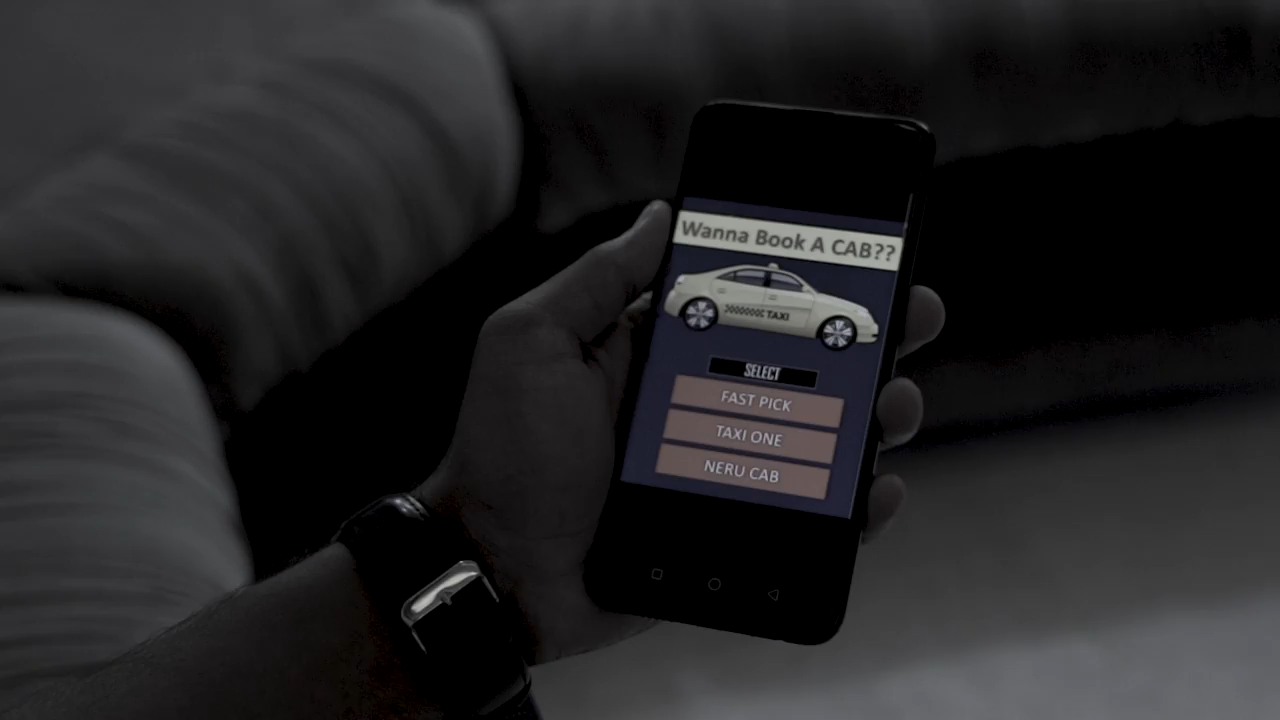 Wanna Book A CAB??
TAXI
SELECT
FAST PICK
TAXI ONE
NERU CAB